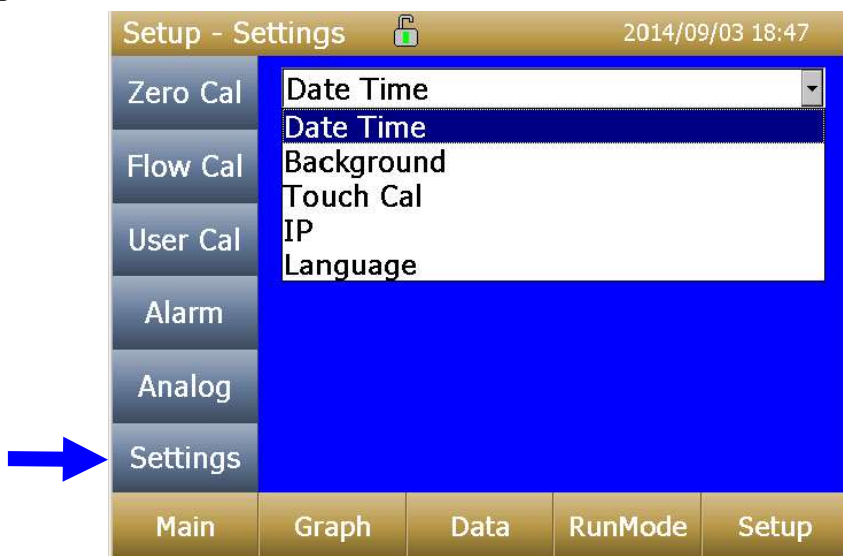 Setup - Settings 2014/09/03 18:47
Zero Cal
Flow Cal
User Cal
Alarm
Analog
Settings
Date Time
Date Time
Background
Touch Cal
IP
Language
Main Graph Data RunMode Setup